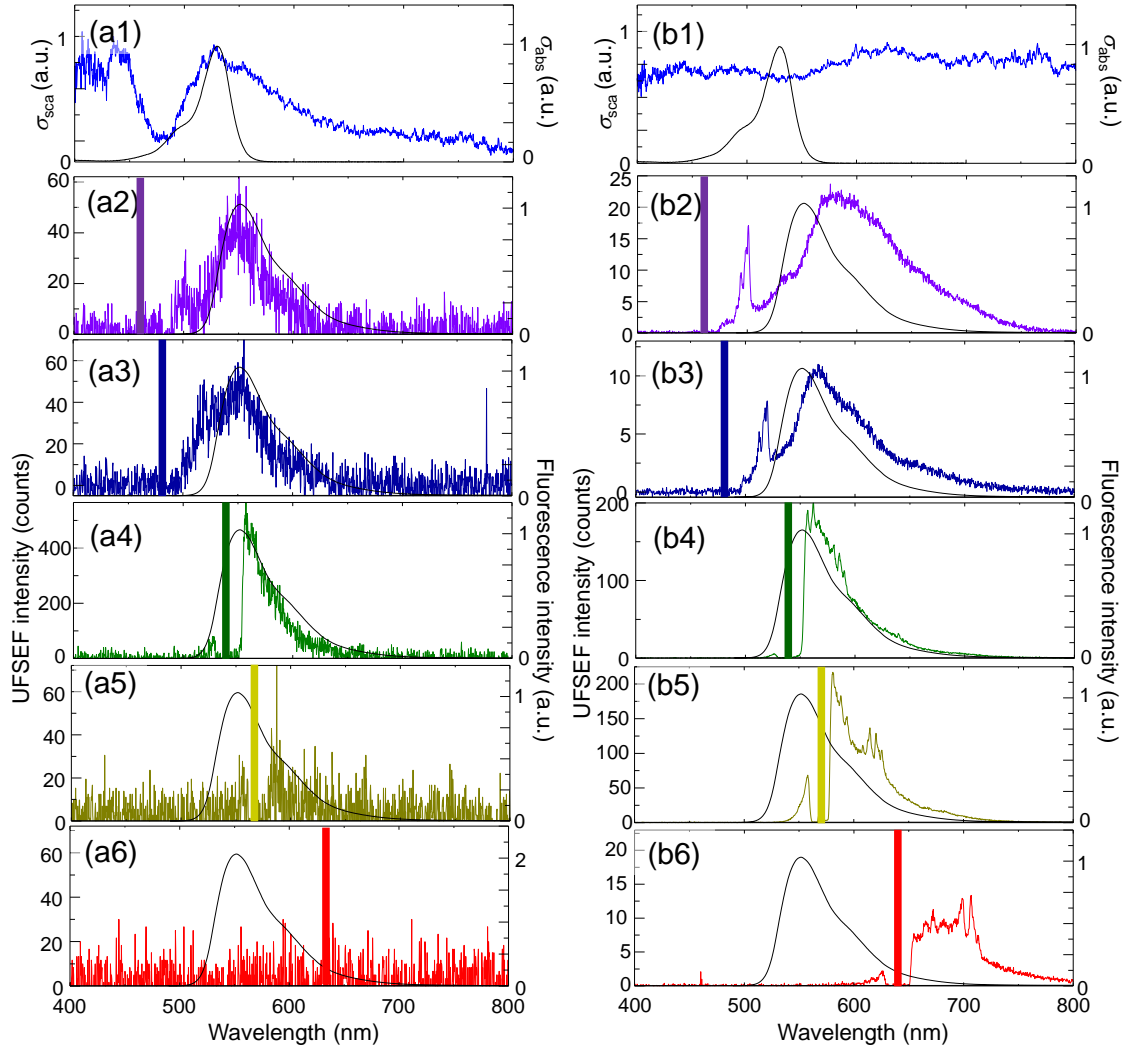 (a1)
1
0
σsca (a.u.)
1
0
σabs (a.u.)
(b1)
1
0
σsca (a.u.)
1
0
σabs (a.u.)
(a2)
60
40
20
0
1
0
(b2)
25
20
15
10
5
0
1
0
(a3)
60
40
20
0
1
0
(b3)
10
5
0
1
0
(a4)
400
200
0
1
0
(b4)
200
100
0
0
1
0
(a5)
60
40
20
0
1
0
(b5)
200
150
100
50
0
1
0
(a6)
60
40
20
0
2
0
(b6)
20
15
10
5
0
1
0
UFSEF intensity (counts)
Fluorescence intensity (a.u.)
UFSEF intensity (counts)
Fluorescence intensity (a.u.)
400 500 600 700 800
400 500 600 700 800
Wavelength (nm)
Wavelength (nm)